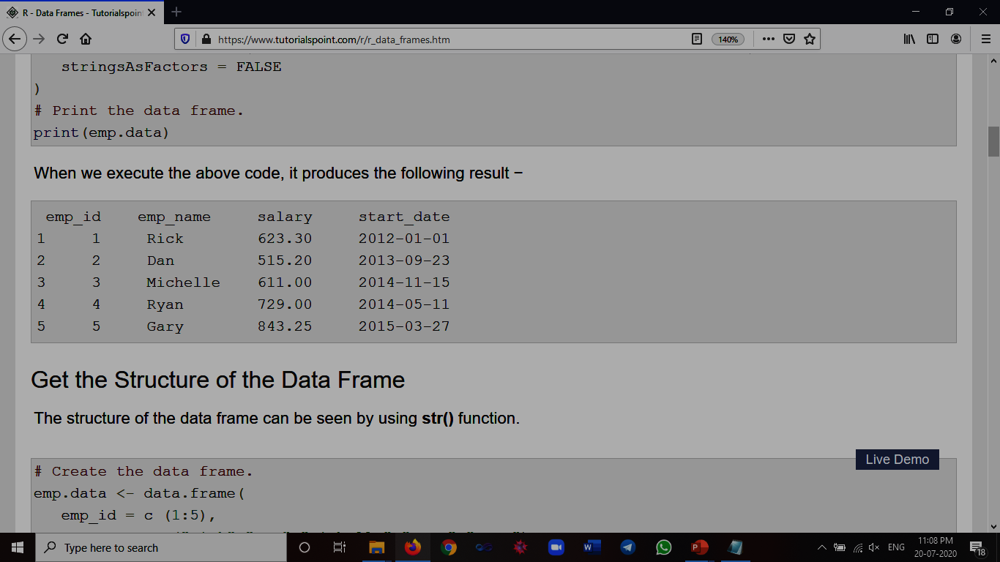 R - Data Frames - Tutorialspoin
https://www.tutorialspoint.com/r/r_data_frames.htm
140%
stringsAsFactors = FALSE
)
# Print the data frame.
print(emp.data)
When we execute the above code, it produces the following result −
emp_id emp_name salary start_date
1 1 Rick 623.30 2012-01-01
2 2 Dan 515.20 2013-09-23
3 3 Michelle 611.00 2014-11-15
4 4 Ryan 729.00 2014-05-11
5 5 Gary 843.25 2015-03-27
Get the Structure of the Data Frame
The structure of the data frame can be seen by using str() function.
Live Demo
# Create the data frame.
emp.data <- data.frame(
emp_id = c (1:5),
Type here to search
ENG
11:08 PM
20-07-2020
18